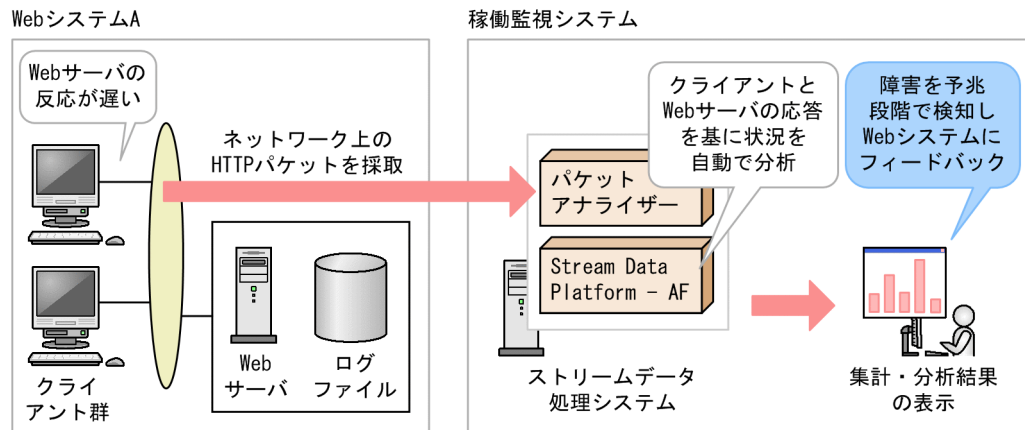 WebシステムA
Webサーバの
反応が遅い
ネットワーク上の
HTTPパケットを採取
Web
サーバ
ログ
ファイル
クライ
アント群
稼働監視システム
クライアントと
Webサーバの応答
を基に状況を
自動で分析
障害を予兆
段階で検知し
Webシステムに
フィードバック
パケット
アナライザー
Stream Data
Platform - AF
ストリームデータ
処理システム
集計・分析結果
の表示